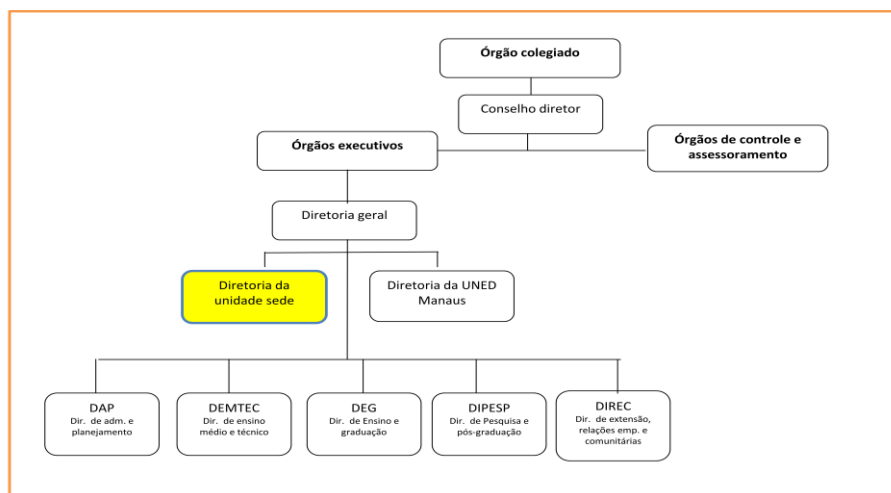 Órgão colegiado
Conselho diretor
Órgãos executivos
Órgãos de controle e
assessoramento
Diretoria geral
Diretoria da
unidade sede
Diretoria da UNED
Manaus
DAP
Dir. de adm. e
planejamento
DEMTEC
Dir. de ensino
médio e técnico
DEG
Dir. de Ensino e
graduação
DIPESP
Dir. de Pesquisa e
pós-graduação
DIREC
Dir. de extensão,
relações emp. e
comunitárias